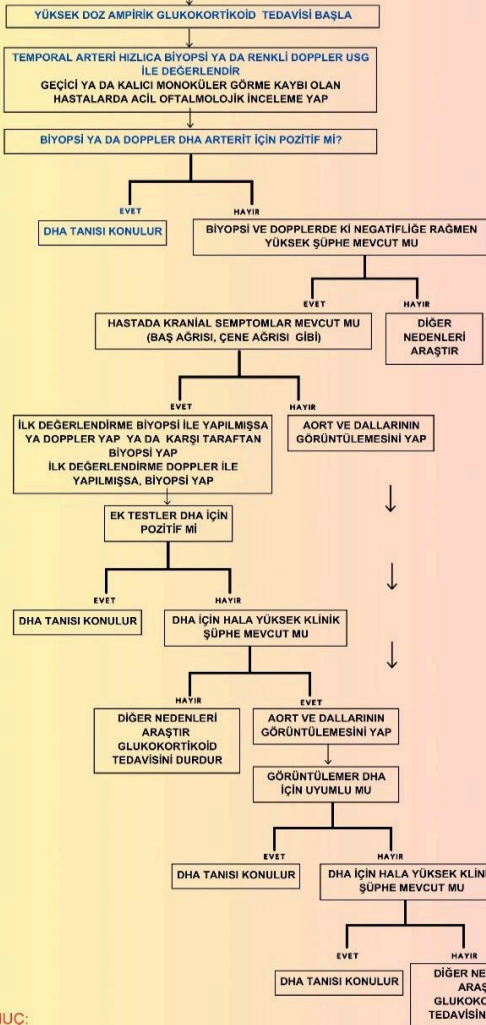 YÜKSEK DOZ AMPİRİK GLUKOKORTİKOİD TEDAVİSİ BAŞLA
TEMPORAL ARTERİ HIZLICA BİYOPSİ YA DA RENKLİ DOPPLER USG
İLE DEĞERLENDİR
GEÇİCİ YA DA KALICI MONOKÜLER GÖRME KAYBI OLAN
HASTALARDA ACİL OFTALMOLOJİK İNCELEME YAP
BİYOPSİ YA DA DOPPLER DHA ARTERİT İÇİN POZİTİF Mİ?
EVET
HAYIR
DHA TANISI KONULUR
BİYOPSİ VE DOPPLERDE Kİ NEGATİFLİĞE RAĞMEN
YÜKSEK ŞÜPHE MEVCUT MU
EVET
HAYIR
HASTADA KRANIAL SEMPTOMLAR MEVCUT MU
(BAŞ AĞRISI, ÇENE AĞRISI GİBİ)
DİĞER
NEDENLERİ
ARAŞTIR
EVET
HAYIR
İLK DEĞERLENDİRME BİYOPSİ İLE YAPILMIŞSA
YA DOPPLER YAP YA DA KARŞI TARAFTAN
BİYOPSİ YAP
İLK DEĞERLENDİRME DOPPLER İLE
YAPILMIŞSA, BİYOPSİ YAP
AORT VE DALLARININ
GÖRÜNTÜLEMESİNİ YAP
EK TESTLER DHA İÇİN
POZİTİF Mİ
EVET
HAYIR
DHA TANISI KONULUR
DHA İÇİN HALA YÜKSEK KLİNİK
ŞÜPHE MEVCUT MU
HAYIR
EVET
DİĞER NEDENLERİ
ARAŞTIR
GLUKOKORTİKOİD
TEDAVİSİNİ DURDUR
AORT VE DALLARININ
GÖRÜNTÜLEMESİNİ YAP
GÖRÜNTÜLEMER DHA
İÇİN UYUMLU MU
EVET
HAYIR
DHA TANISI KONULUR
DHA İÇİN HALA YÜKSEK
ŞÜPHE MEVCUT MU
EVET
HAYIR
DHA TANISI KONULUR
DİĞER